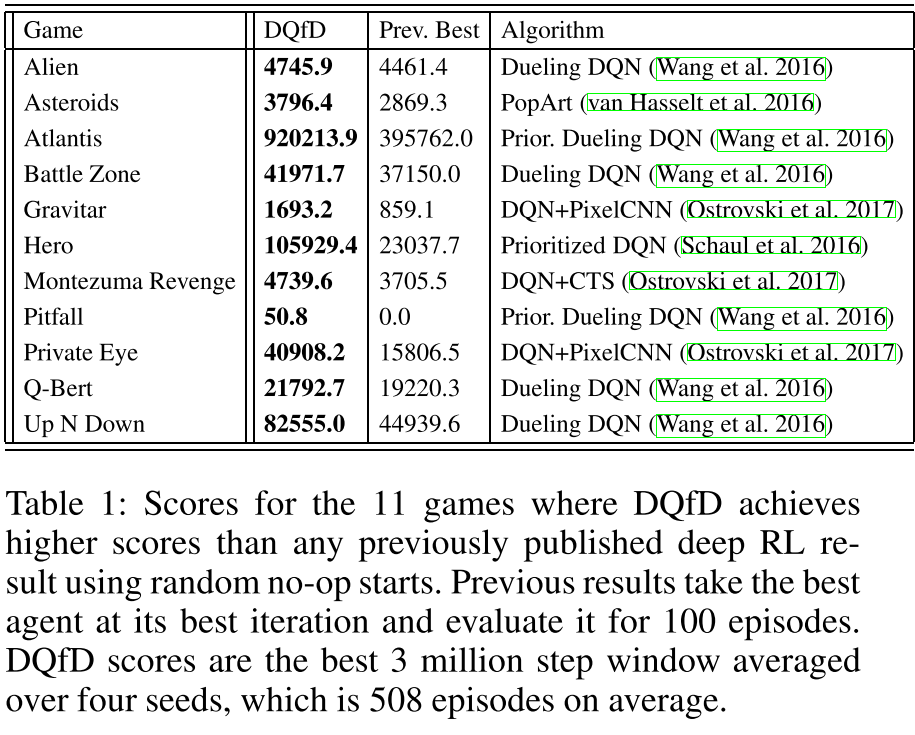 Game DQfD Prev. Best Algorithm
Alien 4745.9 4461.4 Dueling DQN (Wang et al. 2016)
Asteroids 3796.4 2869.3 PopArt (van Hasselt et al. 2016)
Atlantis 920213.9 395762.0 Prior. Dueling DQN (Wang et al. 2016)
Battle Zone 41971.7 37150.0 Dueling DQN (Wang et al. 2016)
Gravitar 1693.2 859.1 DQN+PixelCNN (Ostrovski et al. 2017)
Hero 105929.4 23037.7 Prioritized DQN (Schaul et al. 2016)
Montezuma Revenge 4739.6 3705.5 DQN+CTS (Ostrovski et al. 2017)
Pitfall 50.8 0.0 Prior. Dueling DQN (Wang et al. 2016)
Private Eye 40908.2 15806.5 DQN+PixelCNN (Ostrovski et al. 2017)
Q-Bert 21792.7 19220.3 Dueling DQN (Wang et al. 2016)
Up N Down 82555.0 44939.6 Dueling DQN (Wang et al. 2016)
Table 1: Scores for the 11 games where DQfD achieves
higher scores than any previously published deep RL re-
sult using random no-op starts. Previous results take the best
agent at its best iteration and evaluate it for 100 episodes.
DQfD scores are the best 3 million step window averaged
over four seeds, which is 508 episodes on average.